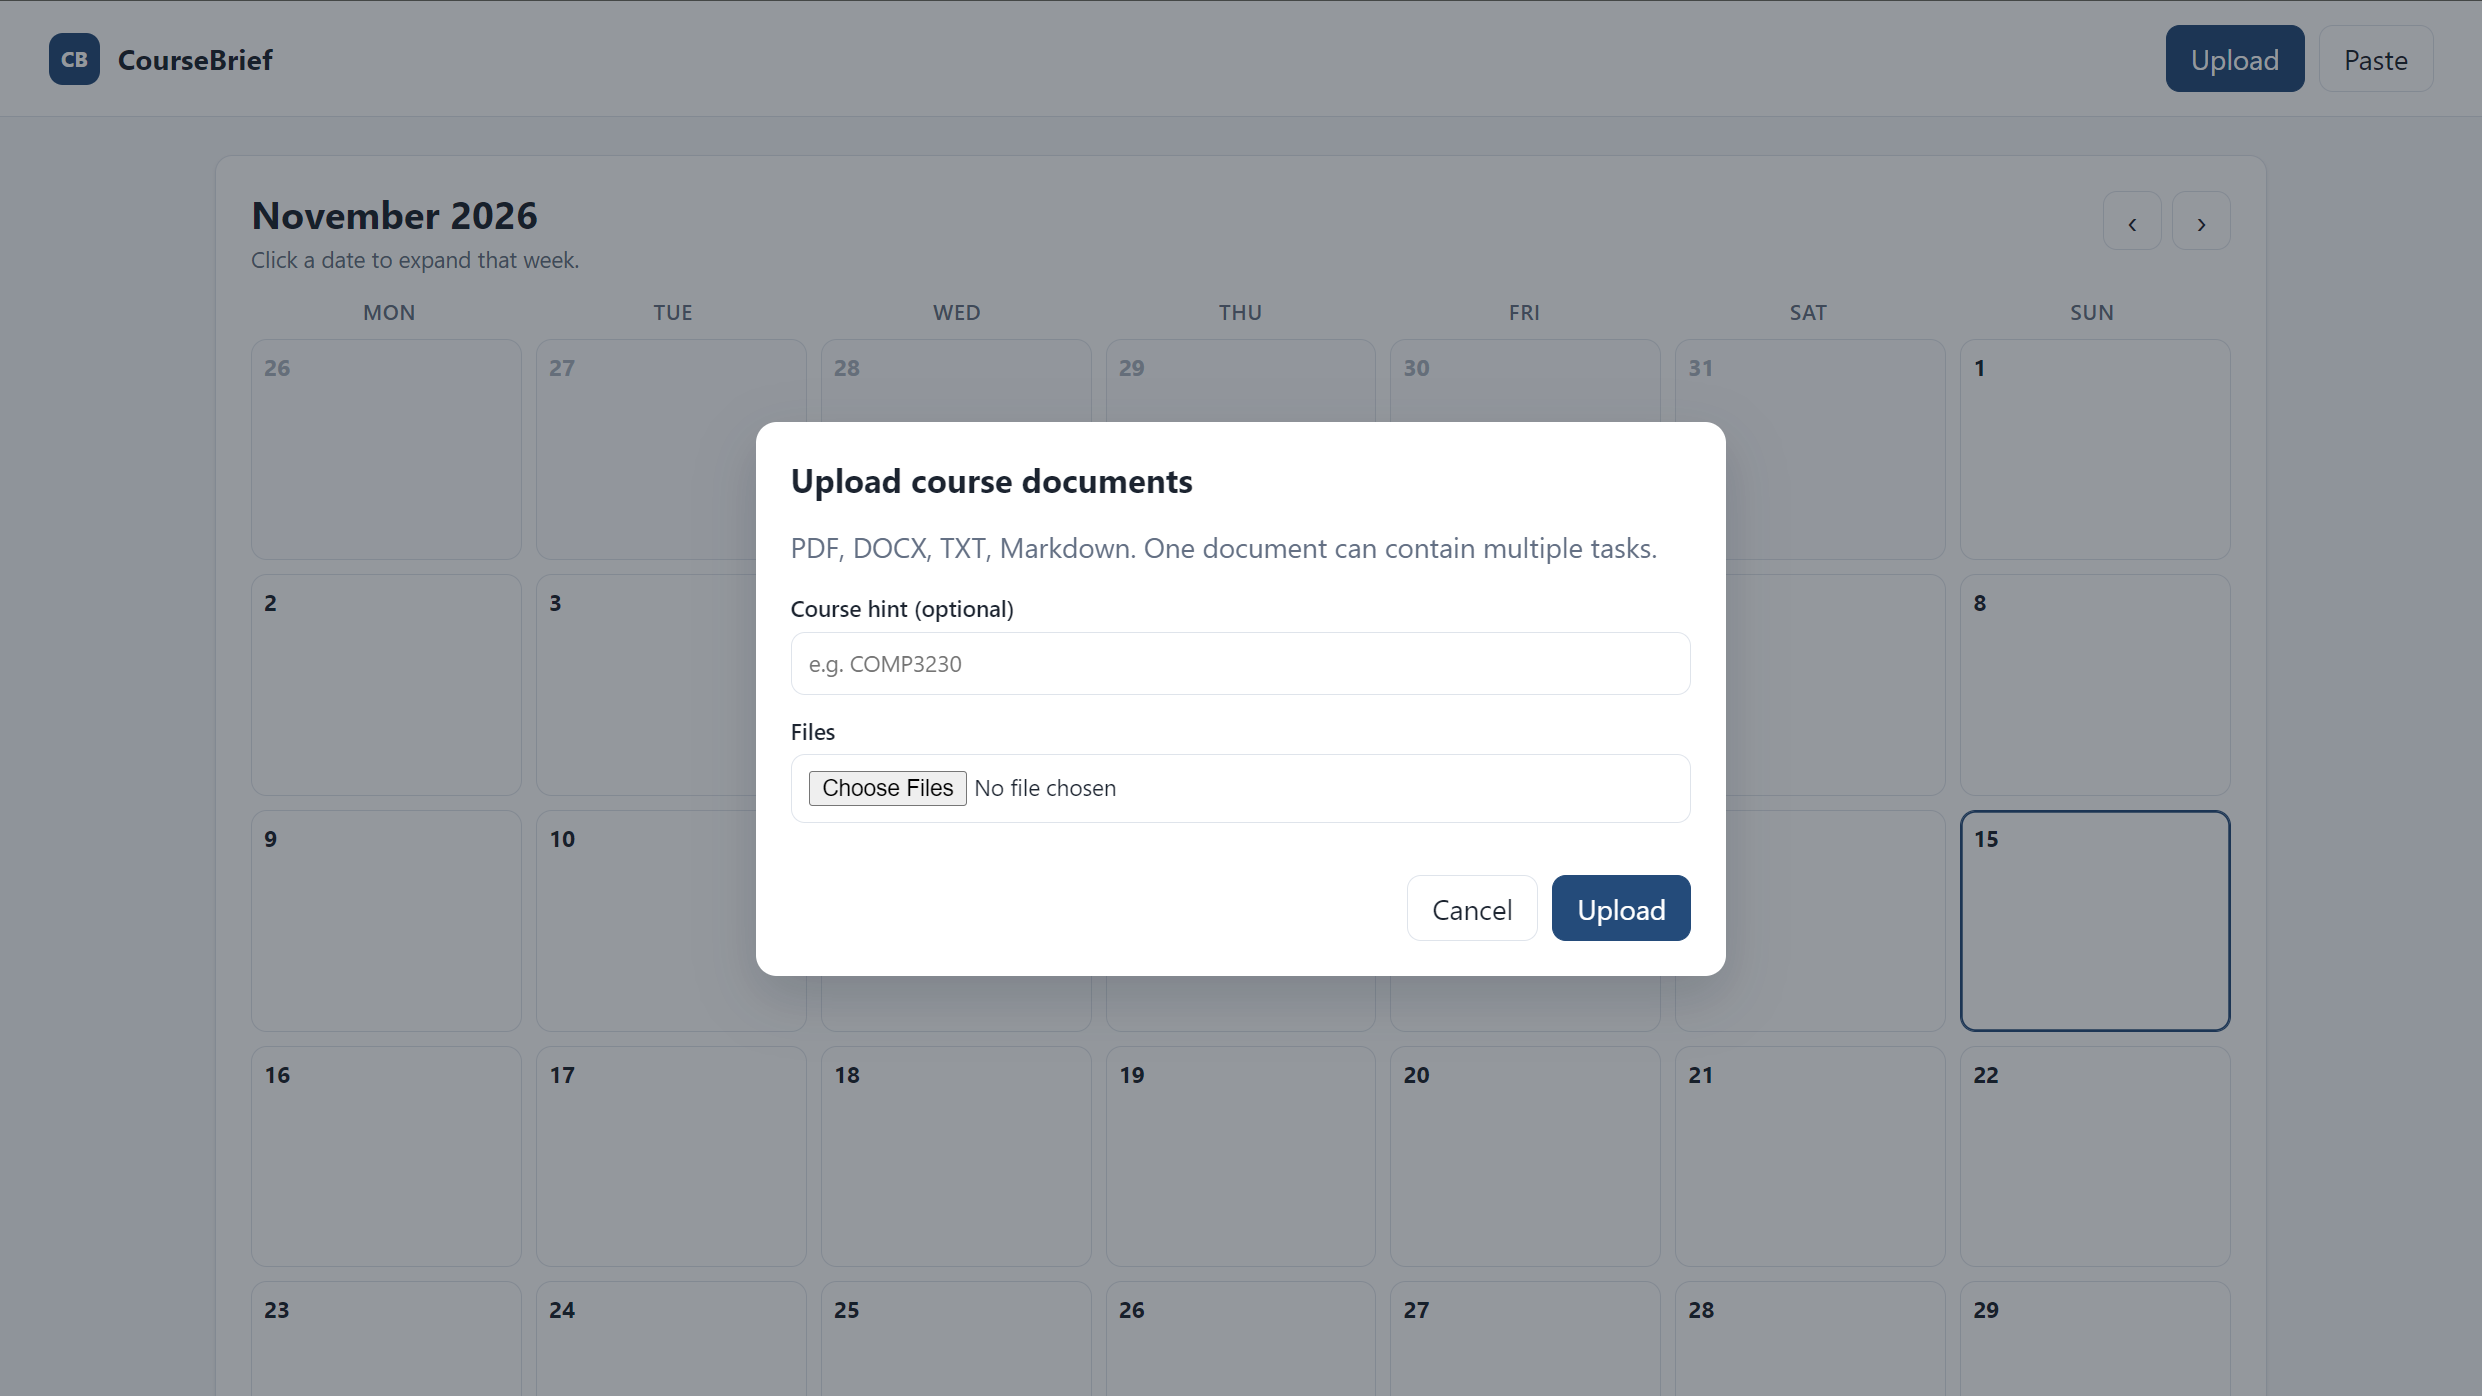 CB CourseBrief Upload Paste
November 2026 ‹ ›
Click a date to expand that week.
MON TUE WED THU FRI SAT SUN
26 27 28 29 30 31 1
Upload course documents
PDF, DOCX, TXT, Markdown. One document can contain multiple tasks.
2 3 8
Course hint (optional)
e.g. COMP3230
Files
Choose Files No file chosen
9 10 15
Cancel Upload
16 17 18 19 20 21 22
23 24 25 26 27 28 29